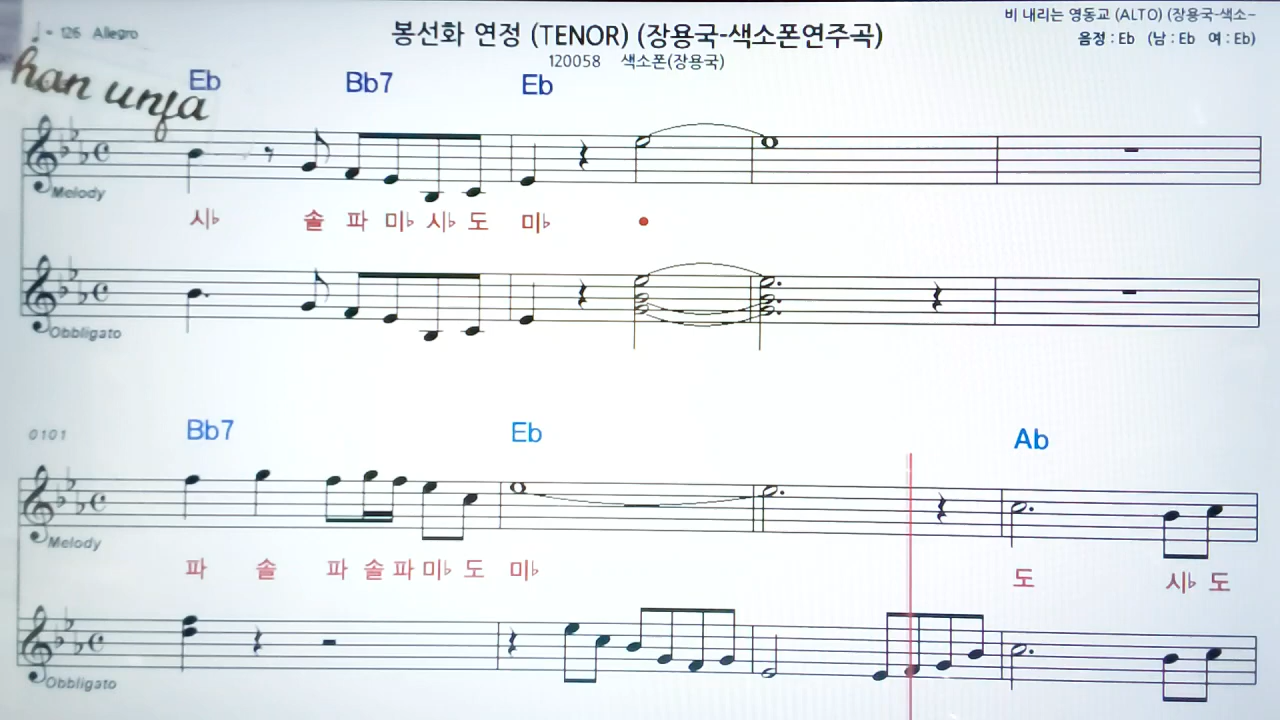 ♩= 126 Allegro
봉선화 연정 (TENOR) (장용국-색소폰연주곡)
비 내리는 영동교 (ALTO) (장용국-색소-
120058 색소폰(장용국)
음정 : Eb (남 : Eb 여 : Eb)
han unfa
Eb Bb7 Eb
Melody
시♭ 솔 파 미♭ 시♭ 도 미♭
Obbligato
0101 Bb7 Eb Ab
Melody
파 솔 파 솔 파 미♭ 도 미♭ 도 시♭ 도
Obbligato